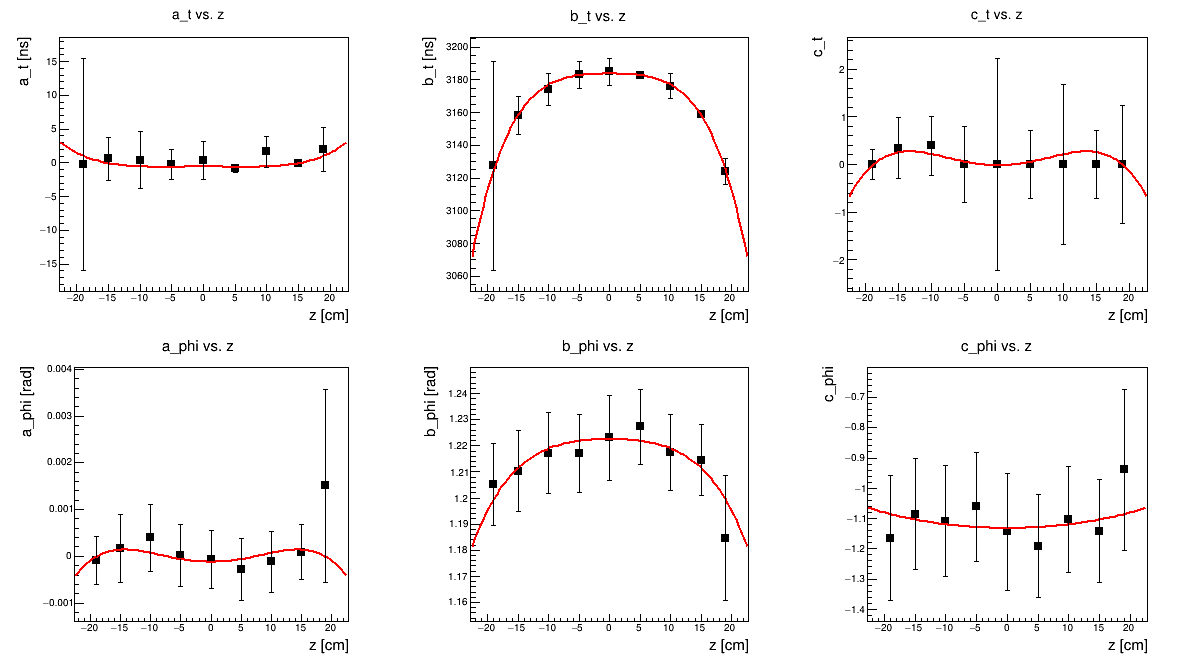 a_t vs. z
b_t vs. z
c_t vs. z
a_t [ns]
15
10
5
0
−5
−10
−15
−20 −15 −10 −5 0 5 10 15 20
z [cm]
b_t [ns]
3200
3180
3160
3140
3120
3100
3080
3060
−20 −15 −10 −5 0 5 10 15 20
z [cm]
c_t
2
1
0
−1
−2
−20 −15 −10 −5 0 5 10 15 20
z [cm]
a_phi vs. z
b_phi vs. z
c_phi vs. z
a_phi [rad]
0.004
0.003
0.002
0.001
0
−0.001
−20 −15 −10 −5 0 5 10 15 20
z [cm]
b_phi [rad]
1.24
1.23
1.22
1.21
1.2
1.19
1.18
1.17
1.16
−20 −15 −10 −5 0 5 10 15 20
z [cm]
c_phi
−0.7
−0.8
−0.9
−1
−1.1
−1.2
−1.3
−1.4
−20 −15 −10 −5 0 5 10 15 20
z [cm]